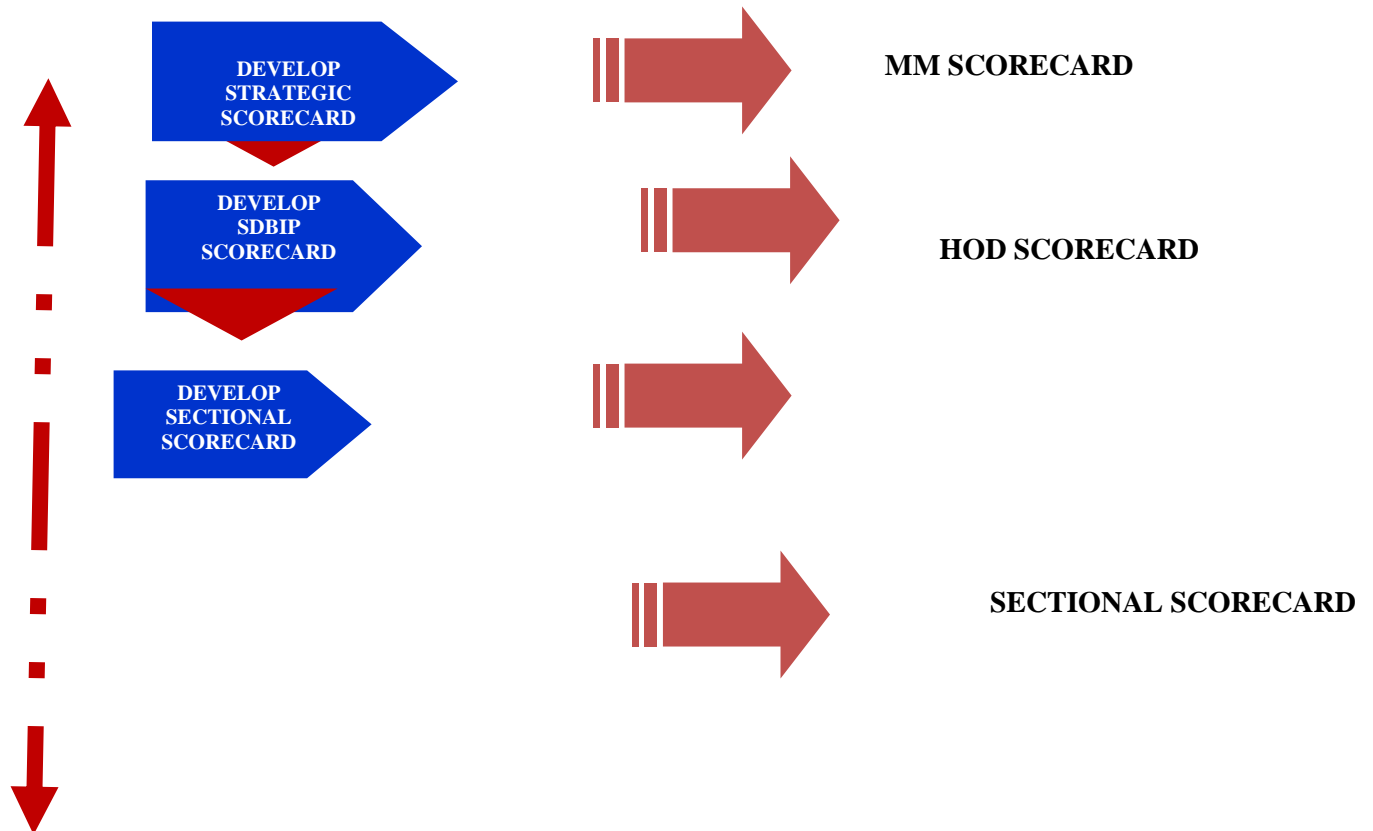 DEVELOP
STRATEGIC
SCORECARD
MM SCORECARD
DEVELOP
SDBIP
SCORECARD
HOD SCORECARD
DEVELOP
SECTIONAL
SCORECARD
SECTIONAL SCORECARD